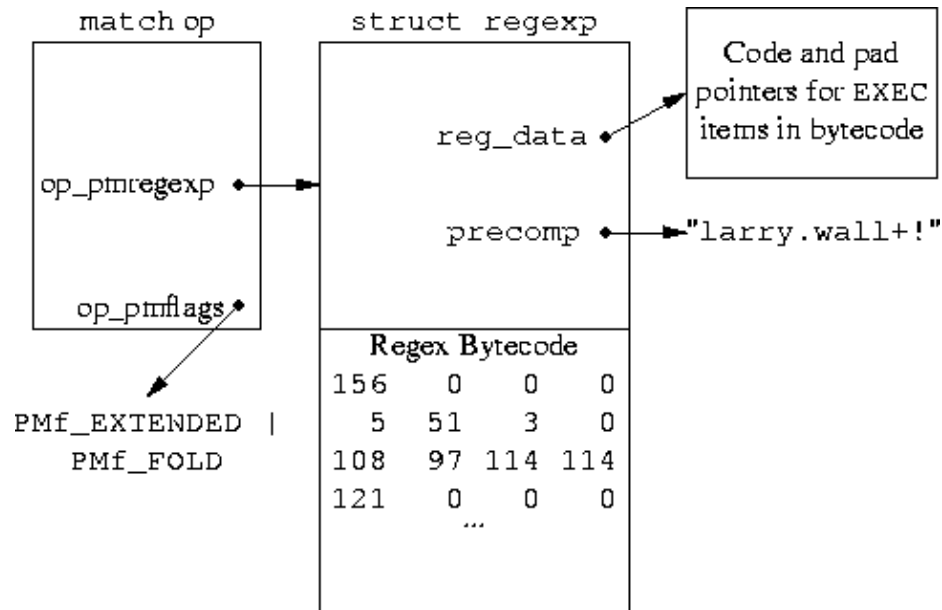 match op
struct regexp
Code and pad
pointers for EXEC
items in bytecode
reg_data
op_pmregexp
precomp
"larry.wall+!"
op_pmflags
PMf_EXTENDED |
PMf_FOLD
Regex Bytecode
156 0 0 0
5 51 3 0
108 97 114 114
121 0 0 0
...